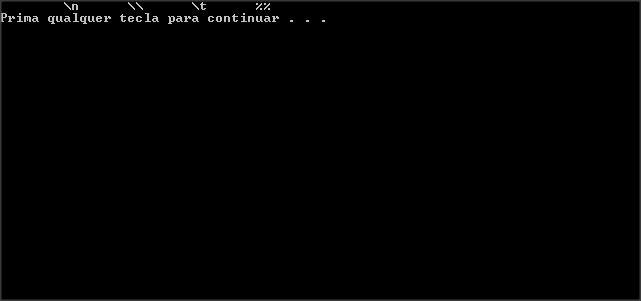 \n \\ \t %%
Prima qualquer tecla para continuar . . .